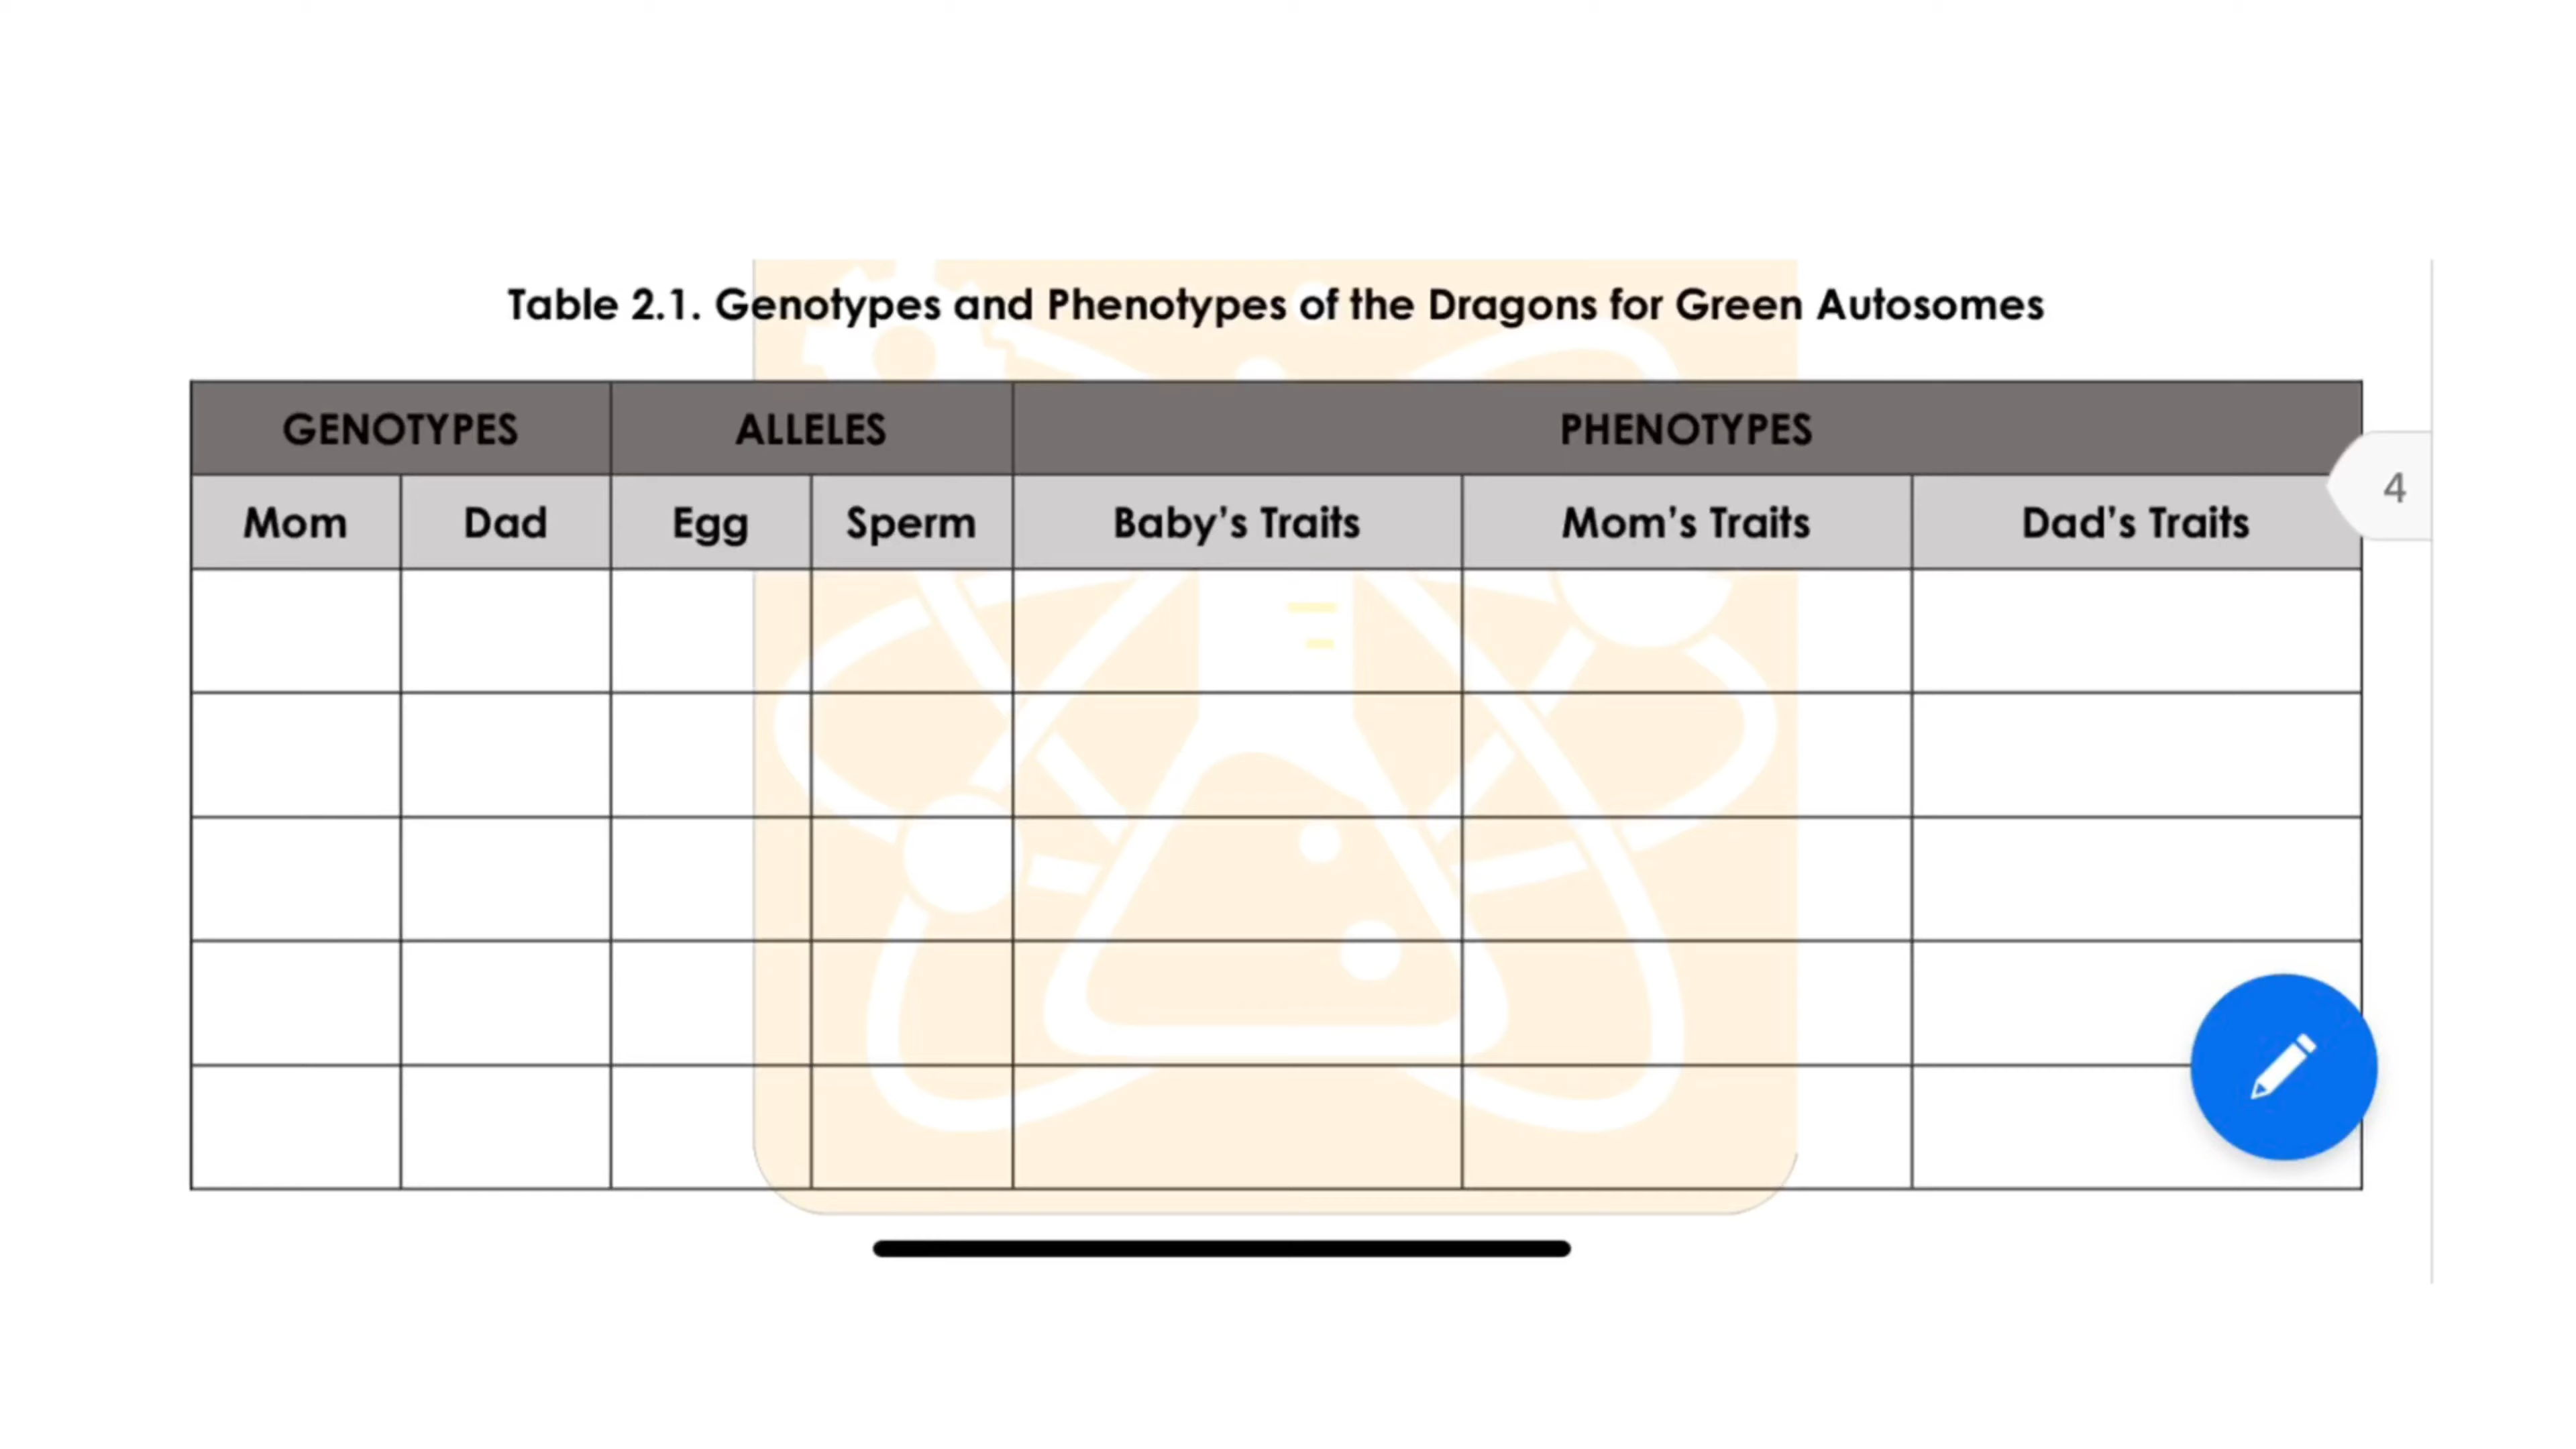 Table 2.1. Genotypes and Phenotypes of the Dragons for Green Autosomes
GENOTYPES ALLELES PHENOTYPES
Mom Dad Egg Sperm Baby's Traits Mom's Traits Dad's Traits
4